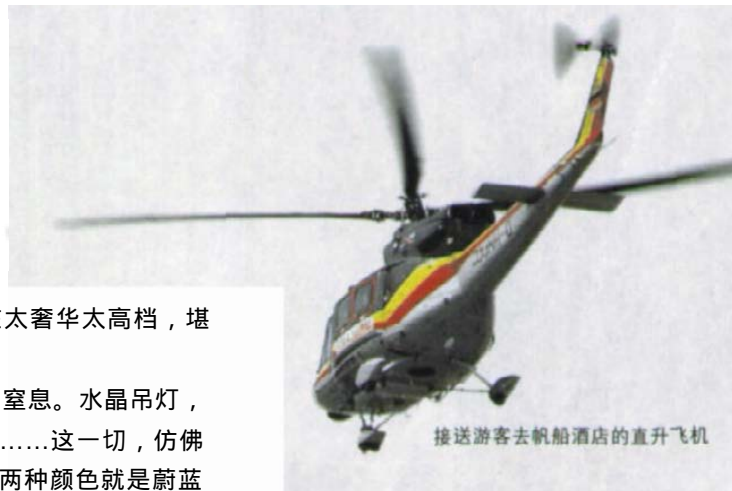 太奢华太高档，堪
窒息。水晶吊灯，
……这一切，仿佛
两种颜色就是蔚蓝
接送游客去帆船酒店的直升飞机